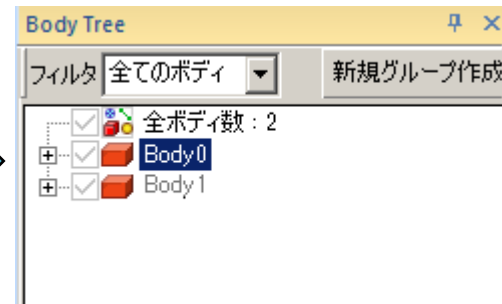 Body Tree
フィルタ 全てのボディ 新規グループ作成
全ボディ数：2
Body0
Body1